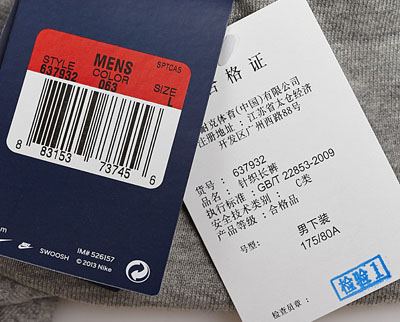 STYLE MENS SPTCAS
637932 COLOR SIZE
063 L
8 83153 73745 6
IM# 526157
SWOOSH © 2013 Nike
合格证
耐克体育(中国)有限公司
注册地址：江苏省太仓经济
开发区广州西路88号
货号：637932
品名：针织长裤
执行标准：GB/T 22853-2009
安全技术类别：C类
产品等级：合格品
号型：男下装
175/80A
检验1
检查员章：